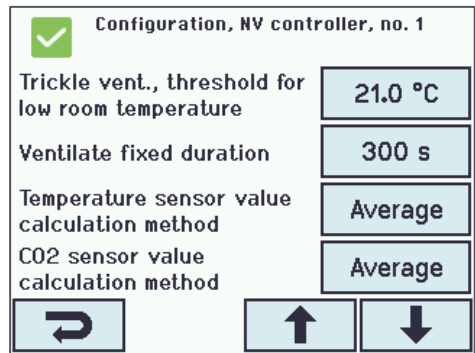 Configuration, NV controller, no. 1
Trickle vent., threshold for
low room temperature
21.0 °C
Ventilate fixed duration
300 s
Temperature sensor value
calculation method
Average
CO2 sensor value
calculation method
Average